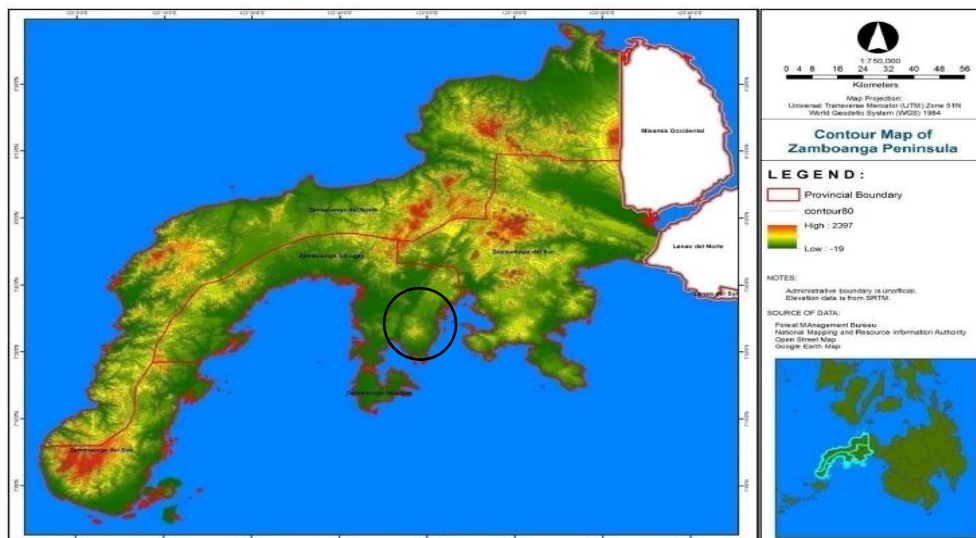 Misamis Occidental
Zamboanga del Norte
Zamboanga Sibugay
Zamboanga del Sur
Lanao del Norte
Zamboanga Sibugay
Zamboanga del Sur
1:750,000
0 4 8 16 24 32 40 48 56
Kilometers
Map Projection:
Universal Transverse Mercator (UTM) Zone 51N
World Geodetic System (WGS) 1984
Contour Map of
Zamboanga Peninsula
LEGEND :
Provincial Boundary
contour80
High : 2397
Low : -19
NOTES:
Administrative boundary is unofficial.
Elevation data is from SRTM.
SOURCE OF DATA:
Forest MAnagement Bureau
National Mapping and Resource Information Authority
Open Street Map
Google Earth Map